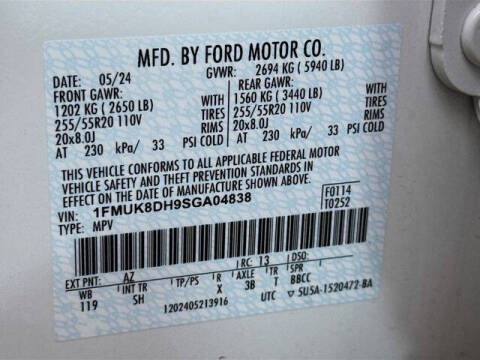 MFD. BY FORD MOTOR CO.
DATE 05/24 GVWR: 2694 KG ( 5940 LB)
FRONT GAWR: REAR GAWR:
1202 KG ( 2650 LB) WITH 1560 KG ( 3440 LB) WITH
255/55R20 110V TIRES 255/55R20 110V TIRES
20x8.0J RIMS 20x8.0J RIMS
AT 230 kPa/ 33 PSI COLD AT 230 kPa/ 33 PSI COLD
THIS VEHICLE CONFORMS TO ALL APPLICABLE FEDERAL MOTOR
VEHICLE SAFETY AND THEFT PREVENTION STANDARDS IN EFFECT ON
THE DATE OF MANUFACTURE SHOWN ABOVE.
VIN: 1FMUK8DH9SGA04838 F0114
TYPE: MPV T0252
EXT PNT: AZ RC: 13 DSO:
WB INT TR TP/PS R AXLE T SPR
119 SH X 3B T BBCC
1202405213916 UTC ▽ SU5A-1520472-BA